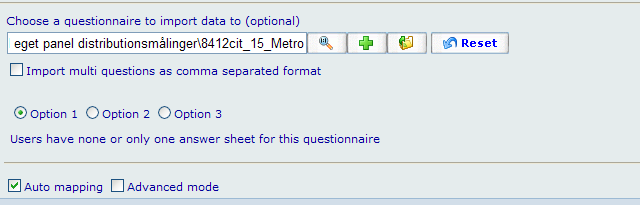 Choose a questionnaire to import data to (optional)
eget panel distributionsmålinger\8412cit_15_Metro Reset
Import multi questions as comma separated format
Option 1 Option 2 Option 3
Users have none or only one answer sheet for this questionnaire
Auto mapping Advanced mode